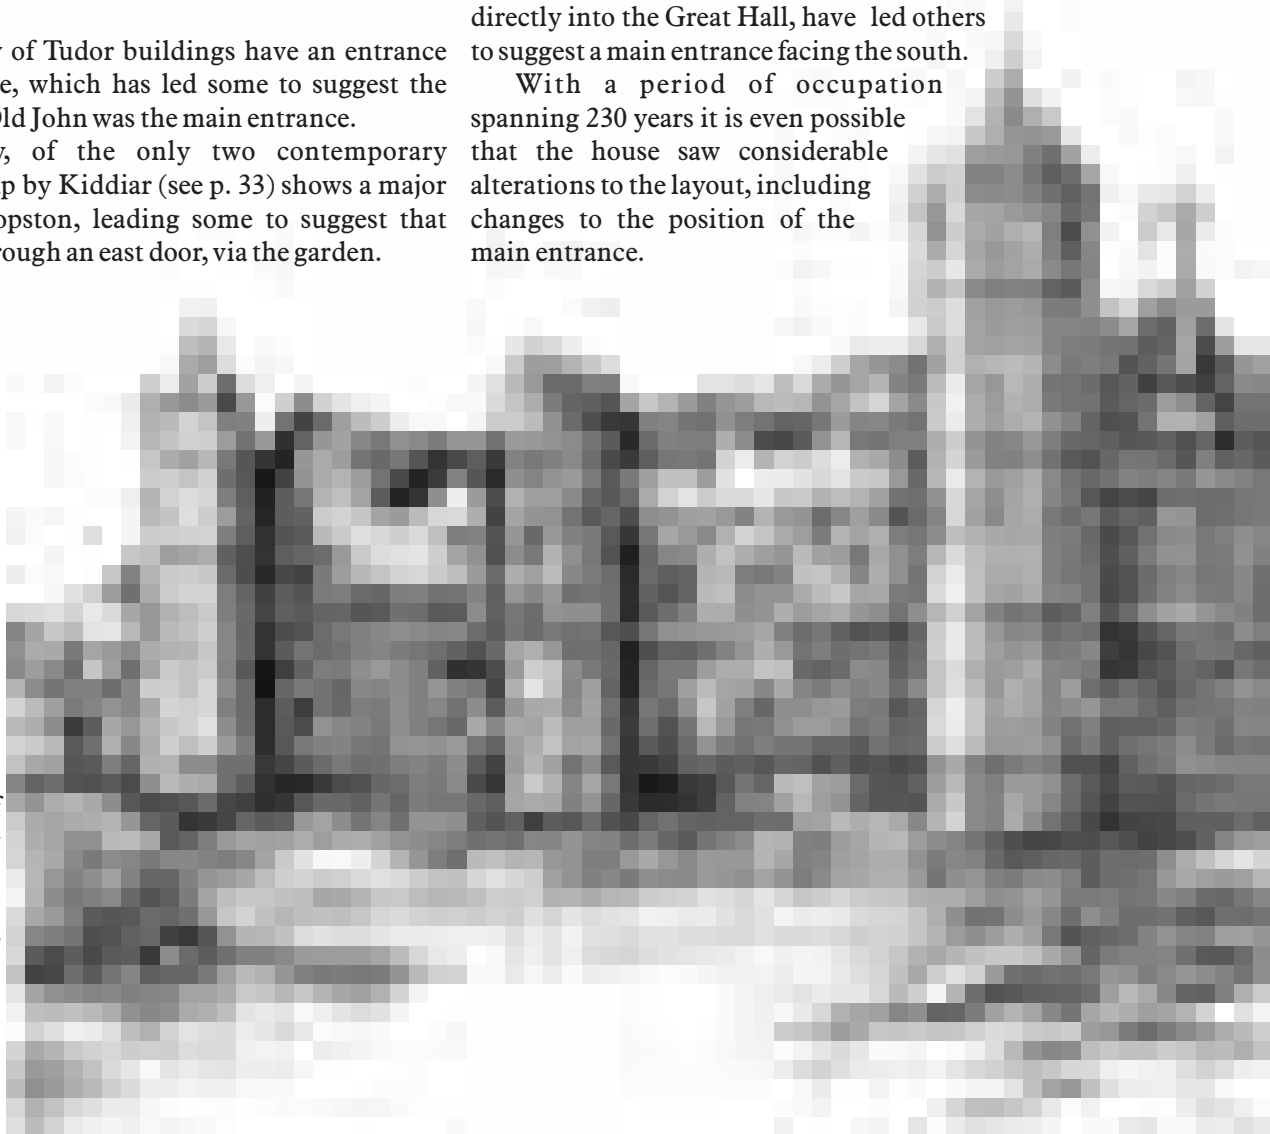 of Tudor buildings have an entrance
which has led some to suggest the
Old John was the main entrance.
of the only two contemporary
by Kiddiar (see p. 33) shows a major
leading some to suggest that
an east door, via the garden.
directly into the Great Hall, have led others
to suggest a main entrance facing the south.
With a period of occupation
spanning 230 years it is even possible
that the house saw considerable
alterations to the layout, including
changes to the position of the
main entrance.